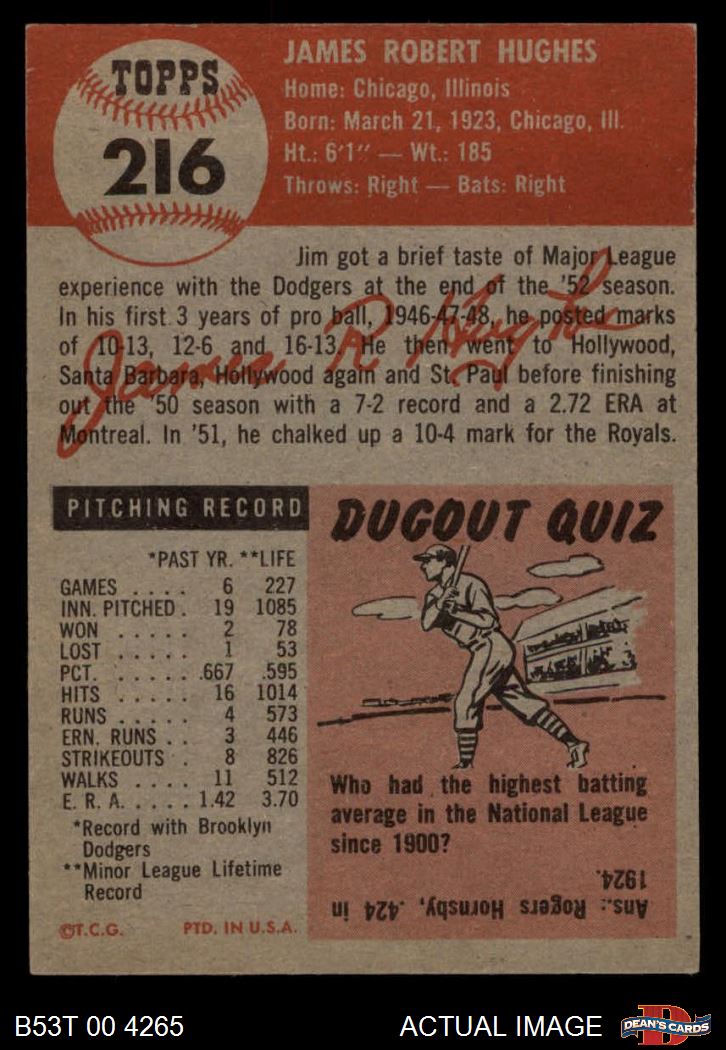 TOPPS
216
JAMES ROBERT HUGHES
Home: Chicago, Illinois
Born: March 21, 1923, Chicago, Ill.
Ht.: 6'1" — Wt.: 185
Throws: Right — Bats: Right
Jim got a brief taste of Major League
experience with the Dodgers at the end of the '52 season.
In his first 3 years of pro ball, 1946-47-48, he posted marks
of 10-13, 12-6 and 16-13. He then went to Hollywood,
Santa Barbara, Hollywood again and St. Paul before finishing
out the '50 season with a 7-2 record and a 2.72 ERA at
Montreal. In '51, he chalked up a 10-4 mark for the Royals.
James R Hughes
PITCHING RECORD
*PAST YR. **LIFE
GAMES . . . . 6 227
INN. PITCHED . 19 1085
WON . . . . . 2 78
LOST . . . . . 1 53
PCT. . . . . . .667 .595
HITS . . . . . 16 1014
RUNS . . . . . 4 573
ERN. RUNS . . 3 446
STRIKEOUTS . 8 826
WALKS . . . . 11 512
E. R. A. . . . . . 1.42 3.70
*Record with Brooklyn
Dodgers
**Minor League Lifetime
Record
©T.C.G. PTD. IN U.S.A.
DUGOUT QUIZ
Who had the highest batting
average in the National League
since 1900?
Ans.: Rogers Hornsby, .424 in
1924.
B53T 00 4265
ACTUAL IMAGE
D
DEAN'S CARDS